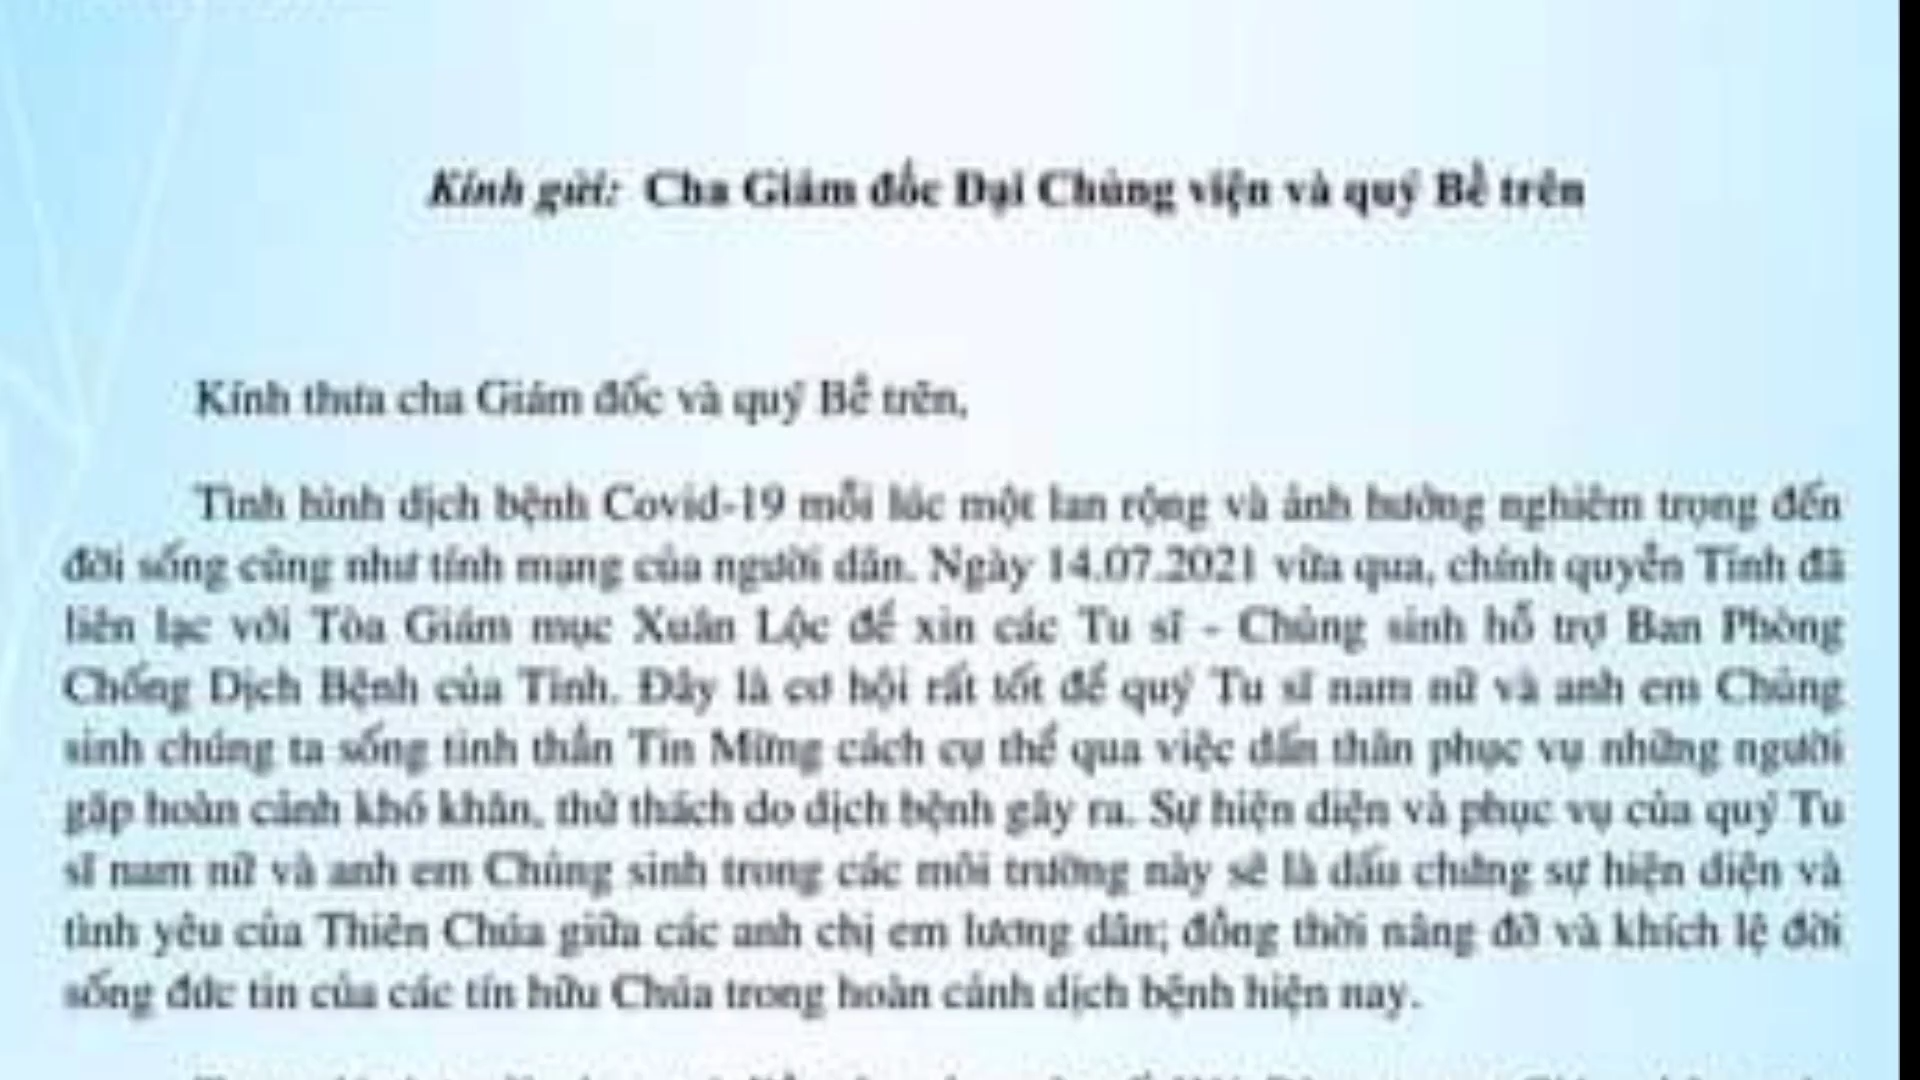 Kính gửi: Cha Giám đốc Đại Chủng viện và quý Bề trên
Kính thưa cha Giám đốc và quý Bề trên,
Tình hình dịch bệnh Covid-19 mỗi lúc một lan rộng và ảnh hưởng nghiêm trọng đến
đời sống cũng như tính mạng của người dân. Ngày 14.07.2021 vừa qua, chính quyền Tỉnh đã
liên lạc với Tòa Giám mục Xuân Lộc để xin các Tu sĩ - Chủng sinh hỗ trợ Ban Phòng
Chống Dịch Bệnh của Tỉnh. Đây là cơ hội rất tốt để quý Tu sĩ nam nữ và anh em Chủng
sinh chúng ta sống tinh thần Tin Mừng cách cụ thể qua việc dấn thân phục vụ những người
gặp hoàn cảnh khó khăn, thử thách do dịch bệnh gây ra. Sự hiện diện và phục vụ của quý Tu
sĩ nam nữ và anh em Chủng sinh trong các môi trường này sẽ là dấu chứng sự hiện diện và
tình yêu của Thiên Chúa giữa các anh chị em lương dân; đồng thời nâng đỡ và khích lệ đời
sống đức tin của các tín hữu Chúa trong hoàn cảnh dịch bệnh hiện nay.